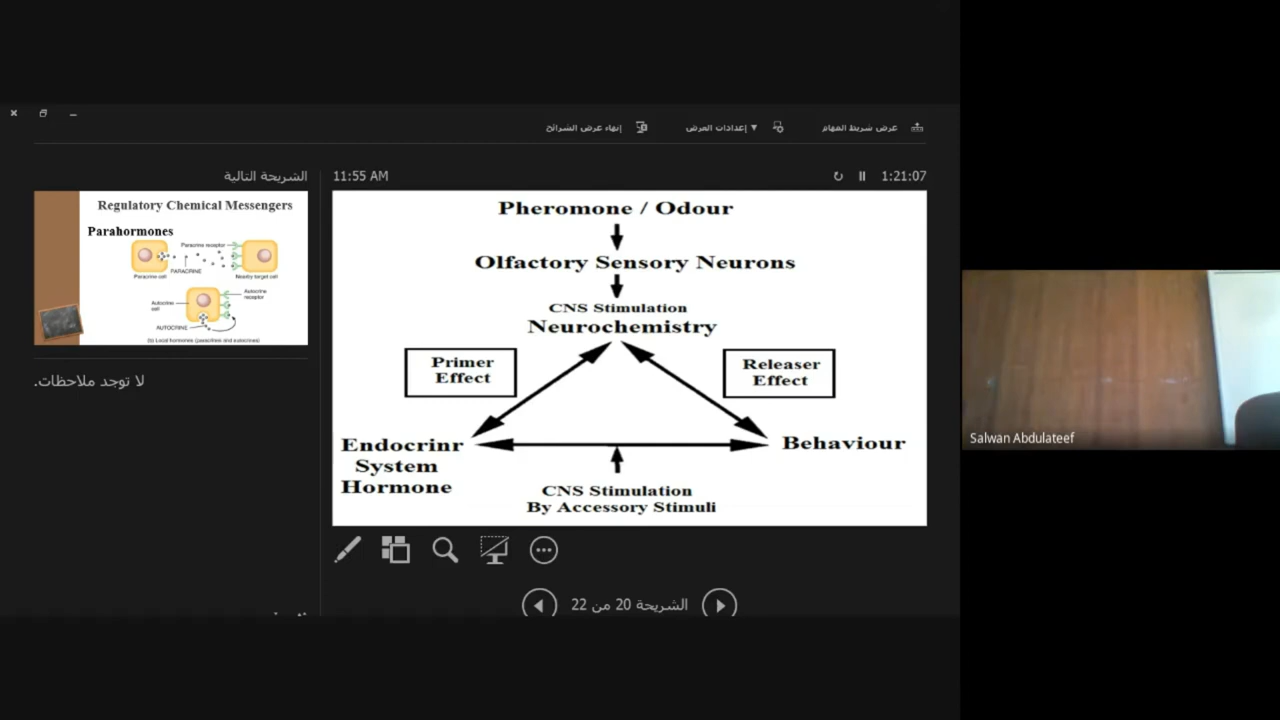 عرض شريط المهام
إعدادات العرض ▼
إنهاء عرض الشرائح
الشريحة التالية
11:55 AM
1:21:07
Regulatory Chemical Messengers
Parahormones
Paracrine receptor
PARACRINE
Paracrine cell
Nearby target cell
Autocrine
cell
Autocrine
receptor
AUTOCRINE
(b) Local hormones (paracrines and autocrines)
لا توجد ملاحظات.
Pheromone / Odour
Olfactory Sensory Neurons
CNS Stimulation
Neurochemistry
Primer
Effect
Releaser
Effect
Endocrinr
System
Hormone
Behaviour
CNS Stimulation
By Accessory Stimuli
الشريحة 20 من 22
Salwan Abdulateef